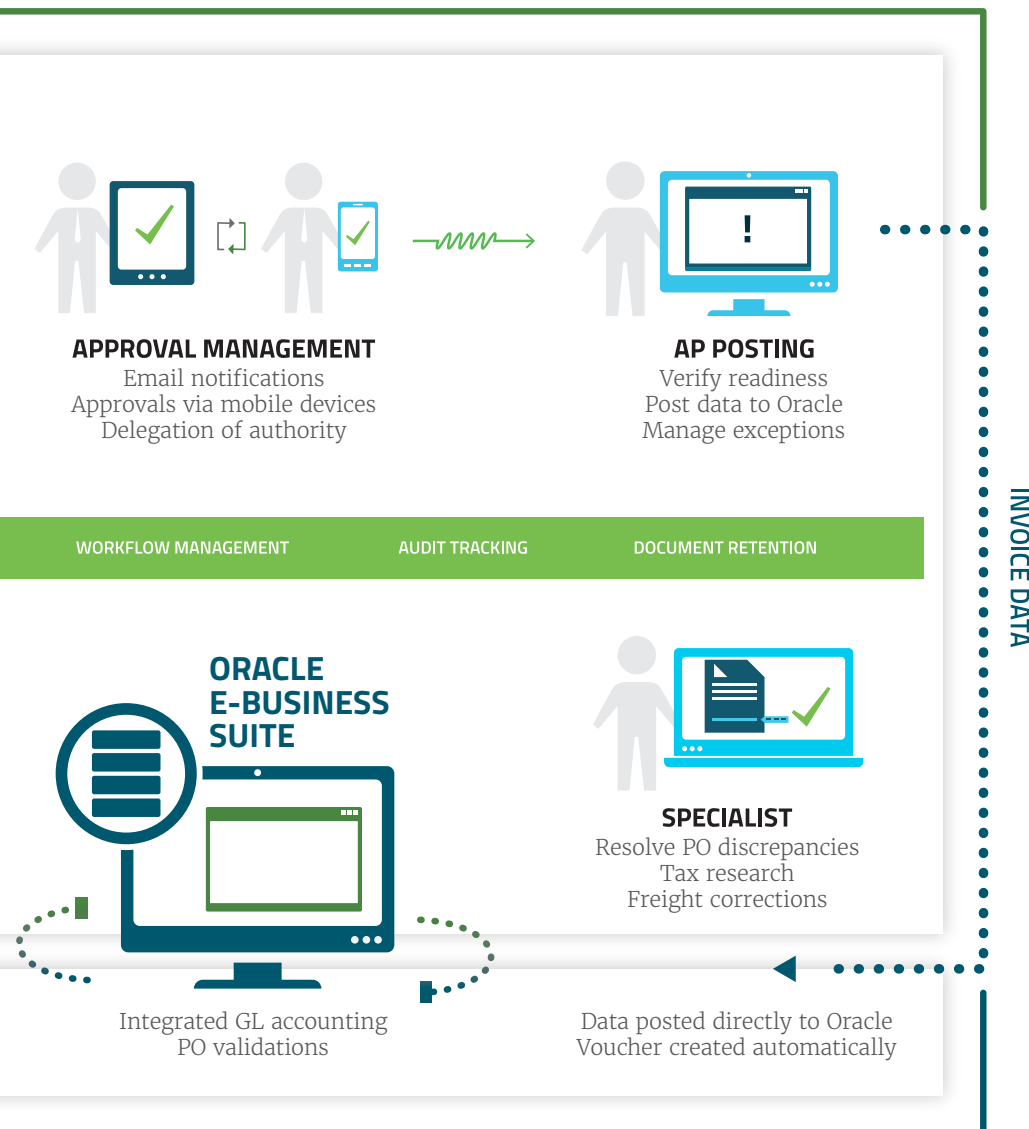 APPROVAL MANAGEMENT
Email notifications
Approvals via mobile devices
Delegation of authority
AP POSTING
Verify readiness
Post data to Oracle
Manage exceptions
INVOICE DATA
WORKFLOW MANAGEMENT
AUDIT TRACKING
DOCUMENT RETENTION
ORACLE
E-BUSINESS
SUITE
SPECIALIST
Resolve PO discrepancies
Tax research
Freight corrections
Integrated GL accounting
PO validations
Data posted directly to Oracle
Voucher created automatically